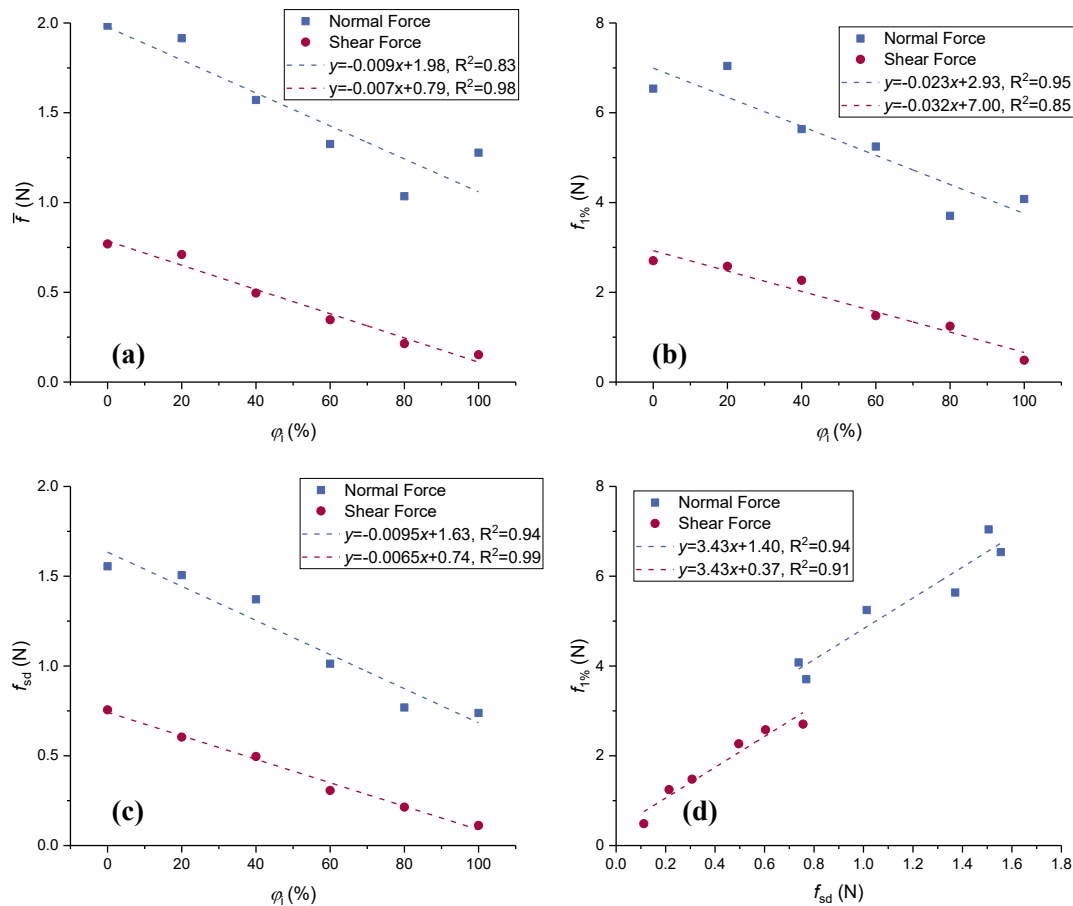 2.0
1.5
1.0
0.5
0.0
f̅ (N)
Normal Force
Shear Force
y=-0.009x+1.98, R²=0.83
y=-0.007x+0.79, R²=0.98
(a)
0 20 40 60 80 100
φᵢ (%)
8
6
4
2
0
f₁% (N)
Normal Force
Shear Force
y=-0.023x+2.93, R²=0.95
y=-0.032x+7.00, R²=0.85
(b)
0 20 40 60 80 100
φᵢ (%)
2.0
1.5
1.0
0.5
0.0
fsd (N)
Normal Force
Shear Force
y=-0.0095x+1.63, R²=0.94
y=-0.0065x+0.74, R²=0.99
(c)
0 20 40 60 80 100
φᵢ (%)
8
6
4
2
0
f₁% (N)
Normal Force
Shear Force
y=3.43x+1.40, R²=0.94
y=3.43x+0.37, R²=0.91
(d)
0.0 0.2 0.4 0.6 0.8 1.0 1.2 1.4 1.6 1.8
fsd (N)